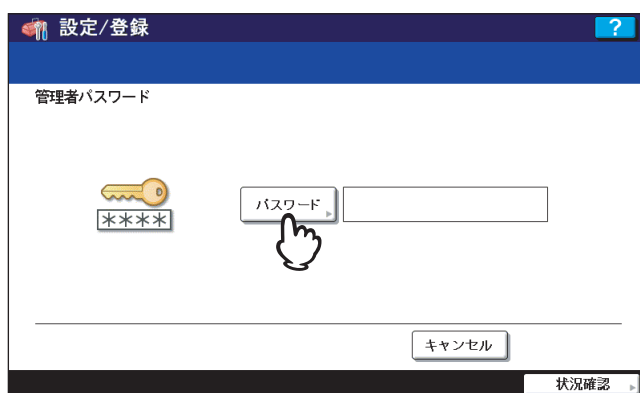 設定/登録 ?
管理者パスワード
パスワード
****
キャンセル
状況確認